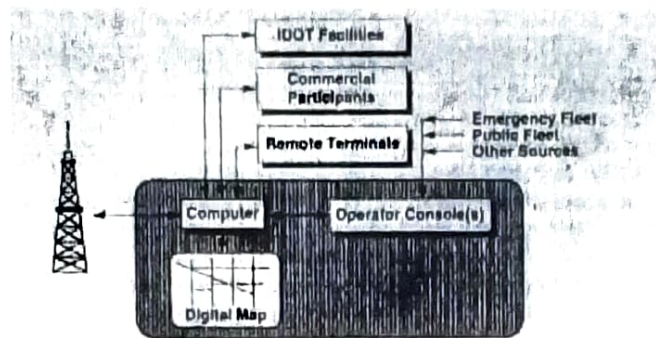 IDOT Facilities
Commercial
Participants
Remote Terminals
Emergency Fleet
Public Fleet
Other Sources
Computer
Operator Console(s)
Digital Map